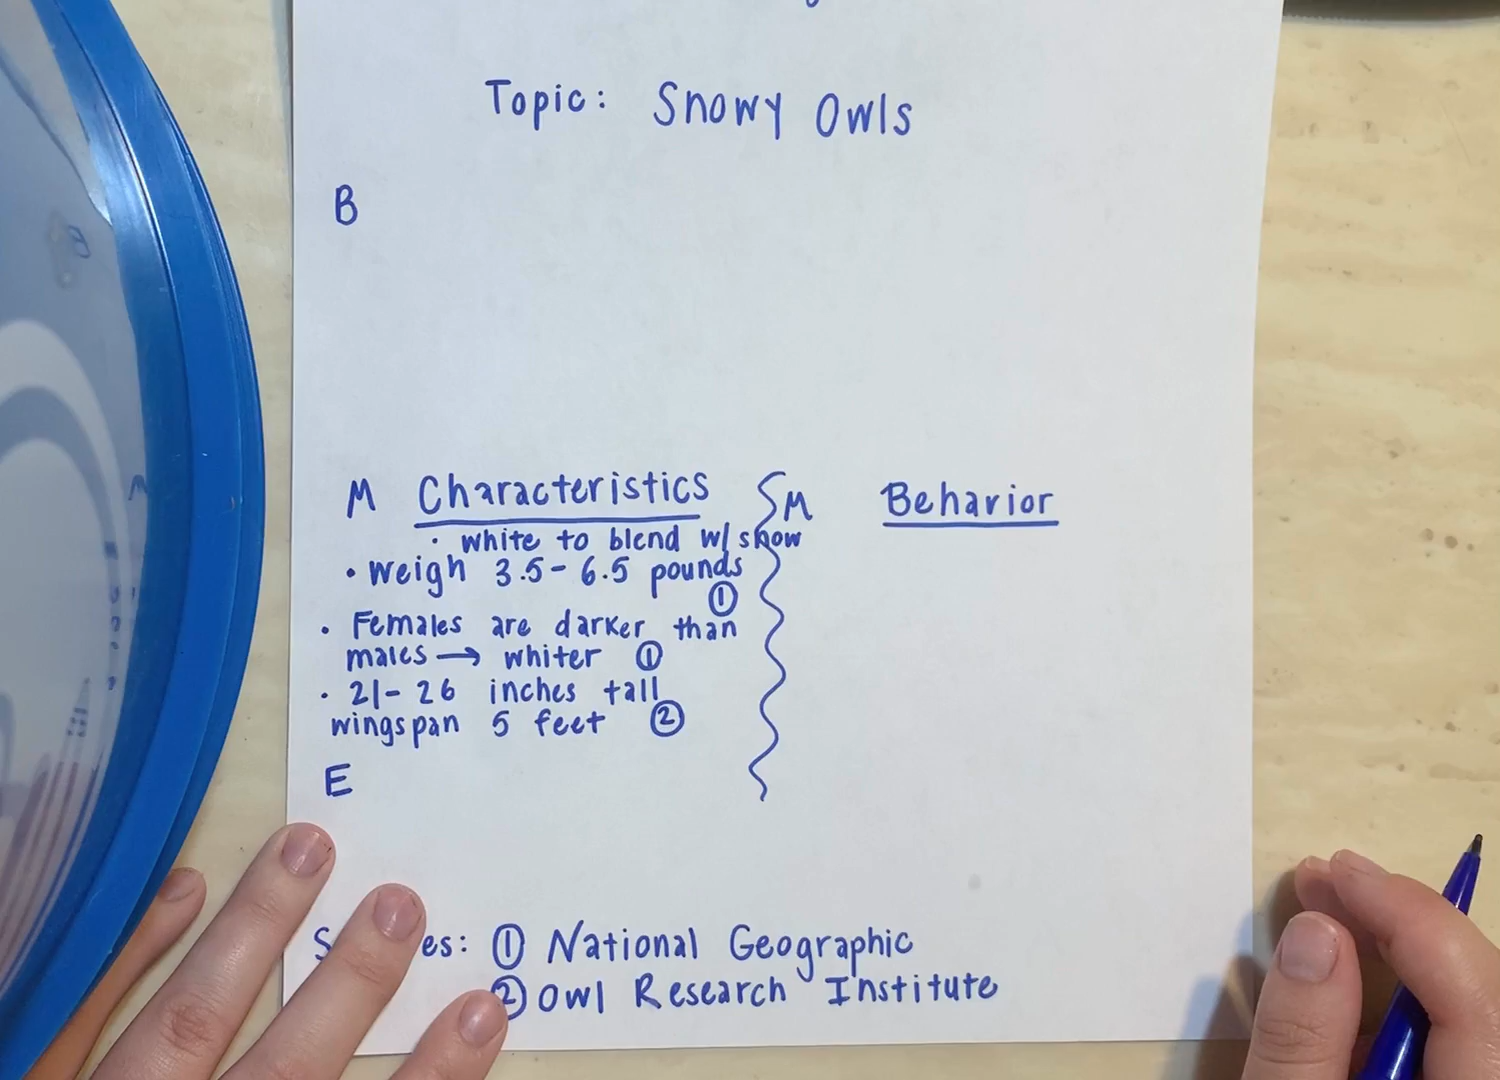 Topic: Snowy Owls
B
M Characteristics
• white to blend w/ snow
• weigh 3.5-6.5 pounds
①
• Females are darker than
males → whiter ①
• 21-26 inches tall
wingspan 5 feet ②
M Behavior
E
es: ① National Geographic
② Owl Research Institute